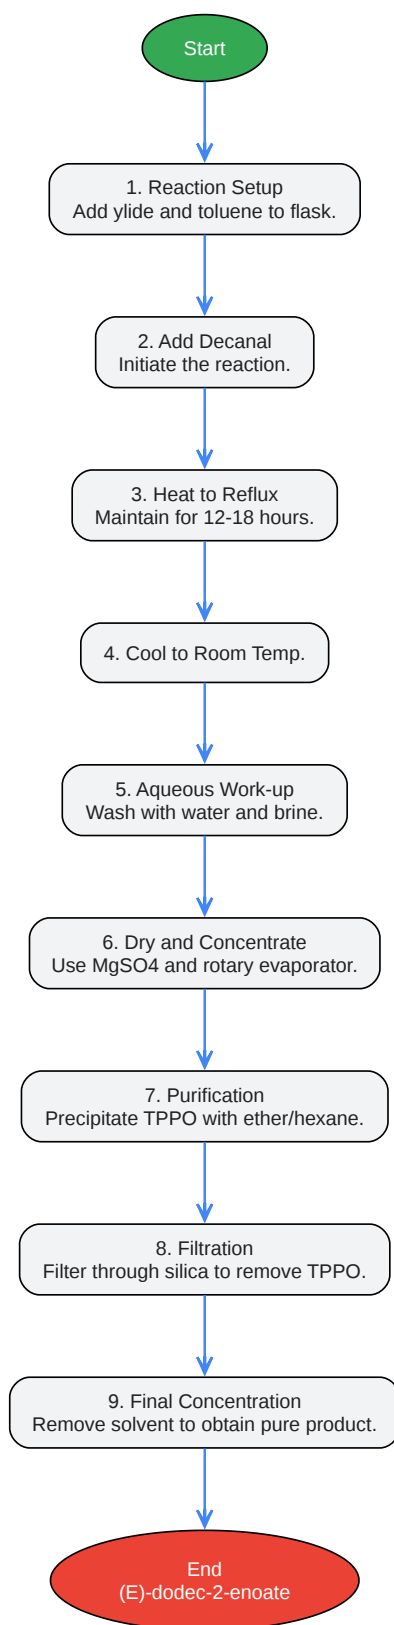 Start
1. Reaction Setup
Add ylide and toluene to flask.
2. Add Decanal
Initiate the reaction.
3. Heat to Reflux
Maintain for 12-18 hours.
4. Cool to Room Temp.
5. Aqueous Work-up
Wash with water and brine.
6. Dry and Concentrate
Use MgSO4 and rotary evaporator.
7. Purification
Precipitate TPPO with ether/hexane.
8. Filtration
Filter through silica to remove TPPO.
9. Final Concentration
Remove solvent to obtain pure product.
End
(E)-dodec-2-enoate